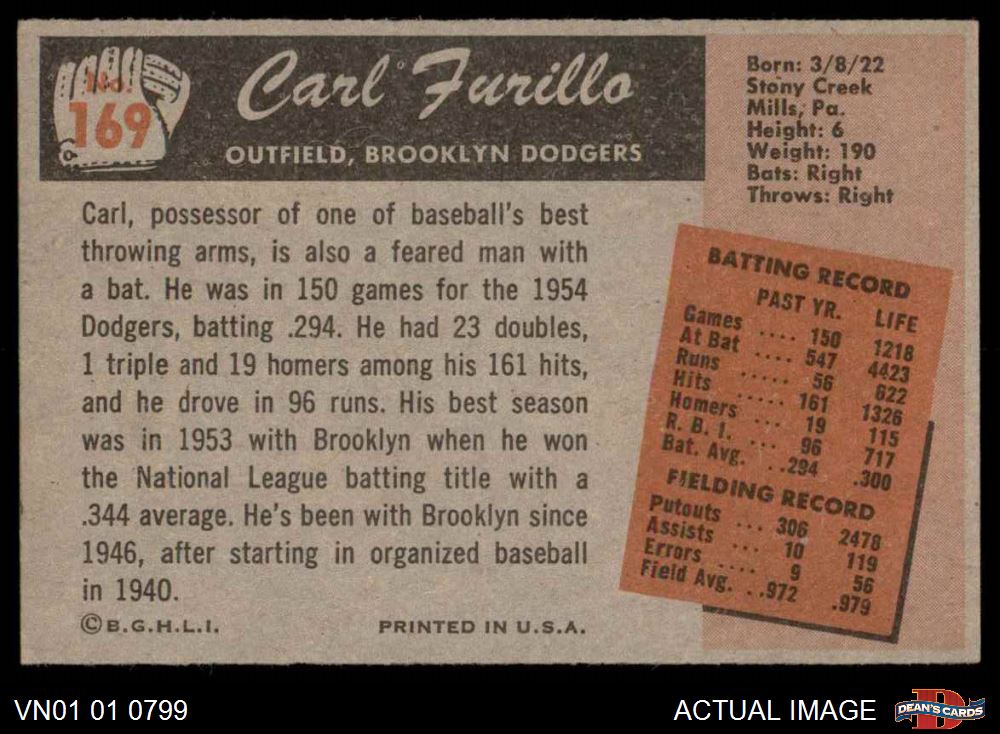 No.
169
Carl Furillo
OUTFIELD, BROOKLYN DODGERS
Born: 3/8/22
Stony Creek
Mills, Pa.
Height: 6
Weight: 190
Bats: Right
Throws: Right
Carl, possessor of one of baseball's best
throwing arms, is also a feared man with
a bat. He was in 150 games for the 1954
Dodgers, batting .294. He had 23 doubles,
1 triple and 19 homers among his 161 hits,
and he drove in 96 runs. His best season
was in 1953 with Brooklyn when he won
the National League batting title with a
.344 average. He's been with Brooklyn since
1946, after starting in organized baseball
in 1940.
©B.G.H.L.I. PRINTED IN U.S.A.
BATTING RECORD
PAST YR. LIFE
Games .... 150 1218
At Bat .... 547 4423
Runs ..... 56 622
Hits ..... 161 1326
Homers ... 19 115
R. B. I. ... 96 717
Bat. Avg. ..294 .300
FIELDING RECORD
Putouts ... 306 2478
Assists ... 10 119
Errors .... 9 56
Field Avg. ..972 .979
VN01 01 0799
ACTUAL IMAGE
DEAN'S CARDS